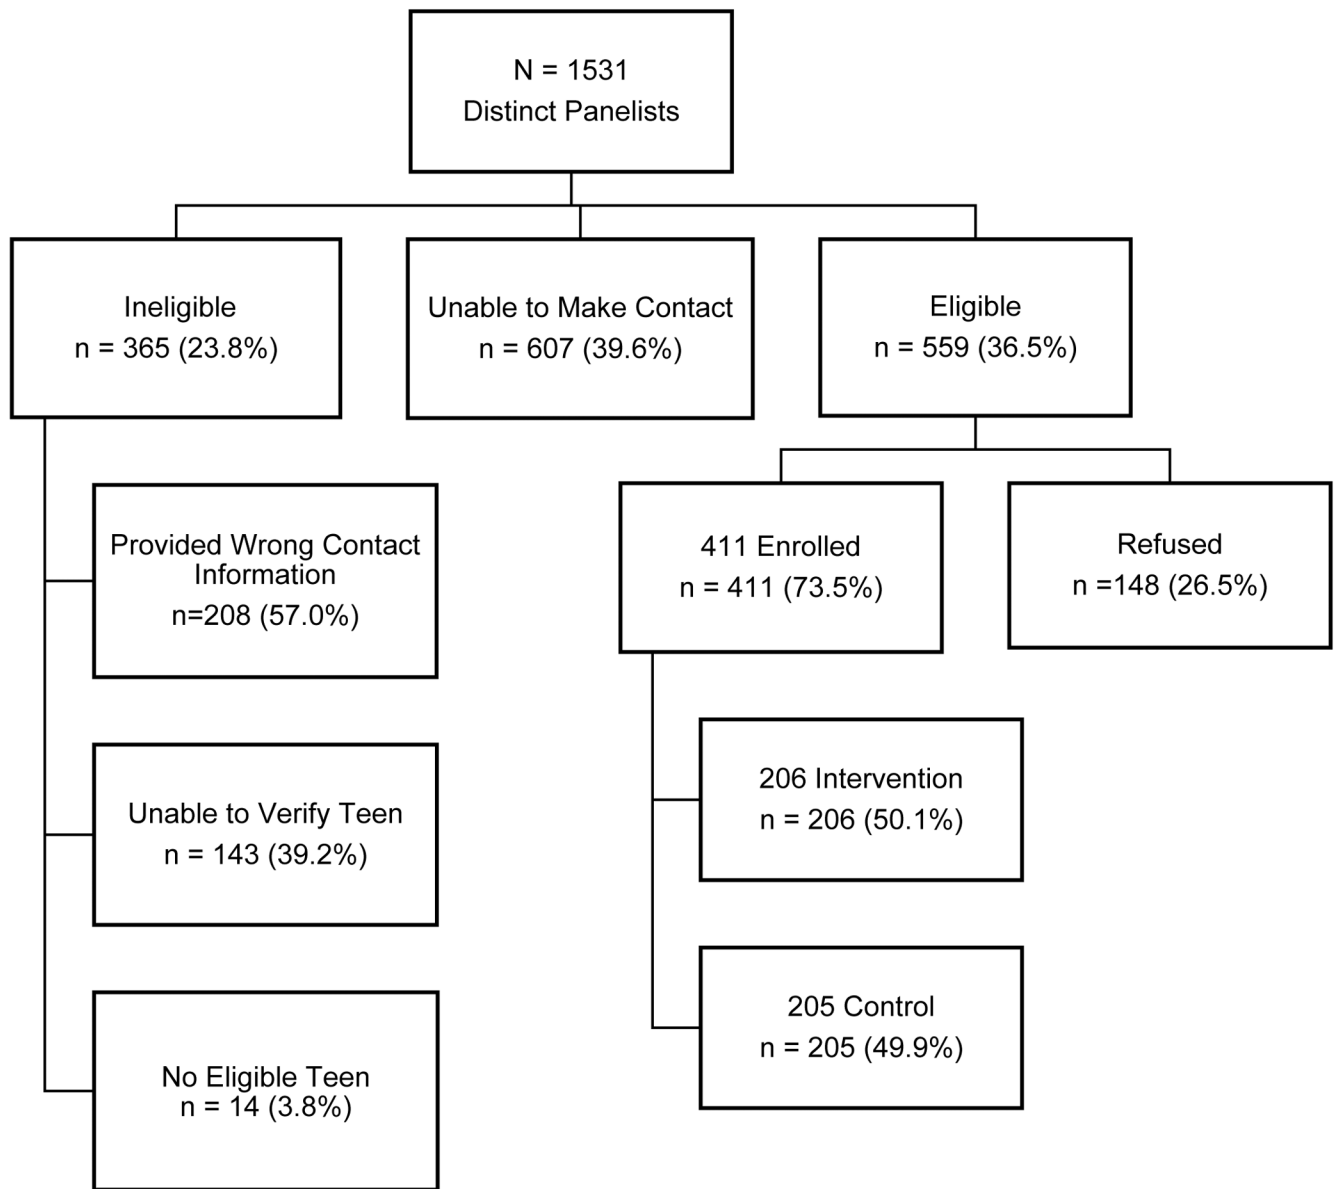 N = 1531
Distinct Panelists
Ineligible
n = 365 (23.8%)
Unable to Make Contact
n = 607 (39.6%)
Eligible
n = 559 (36.5%)
Provided Wrong Contact
Information
n=208 (57.0%)
Unable to Verify Teen
n = 143 (39.2%)
No Eligible Teen
n = 14 (3.8%)
411 Enrolled
n = 411 (73.5%)
Refused
n =148 (26.5%)
206 Intervention
n = 206 (50.1%)
205 Control
n = 205 (49.9%)